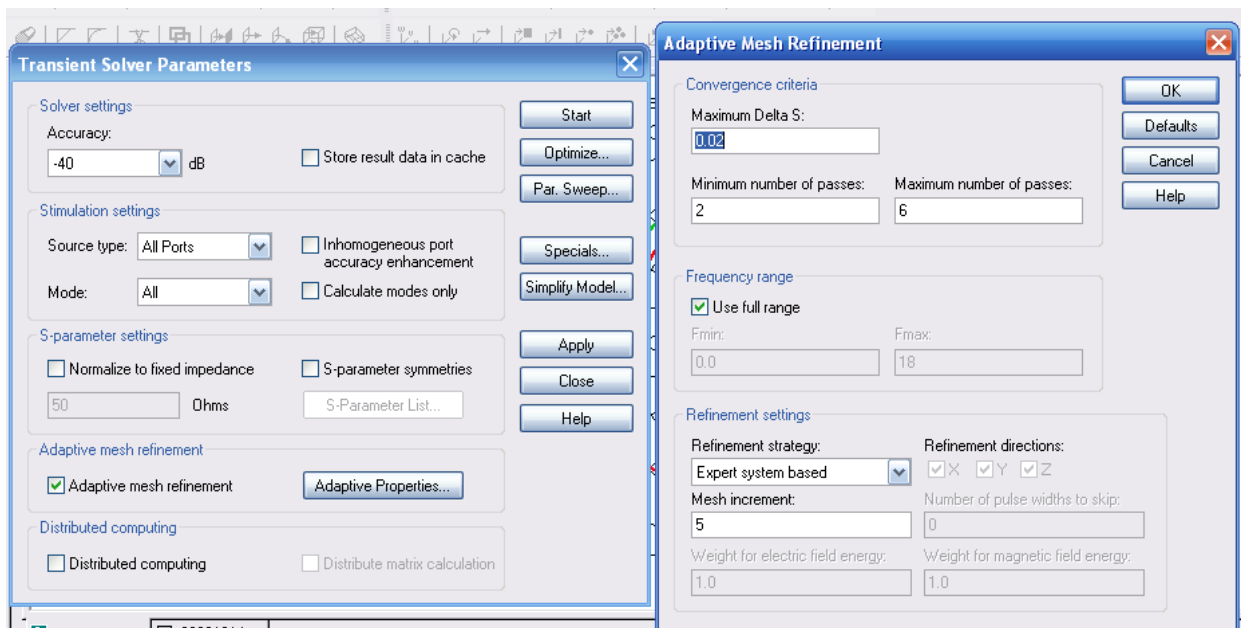 Transient Solver Parameters
Solver settings
Accuracy:
-40 dB
Store result data in cache
Stimulation settings
Source type: All Ports
Inhomogeneous port
accuracy enhancement
Mode: All
Calculate modes only
S-parameter settings
Normalize to fixed impedance
S-parameter symmetries
50 Ohms
S-Parameter List...
Adaptive mesh refinement
Adaptive mesh refinement
Adaptive Properties...
Distributed computing
Distributed computing
Distribute matrix calculation
Start
Optimize...
Par. Sweep...
Specials...
Simplify Model...
Apply
Close
Help
Adaptive Mesh Refinement
Convergence criteria
Maximum Delta S:
0.02
Minimum number of passes: Maximum number of passes:
2 6
Frequency range
Use full range
Fmin: Fmax:
0.0 18
Refinement settings
Refinement strategy: Refinement directions:
Expert system based X Y Z
Mesh increment: Number of pulse widths to skip:
5 0
Weight for electric field energy: Weight for magnetic field energy:
1.0 1.0
OK
Defaults
Cancel
Help